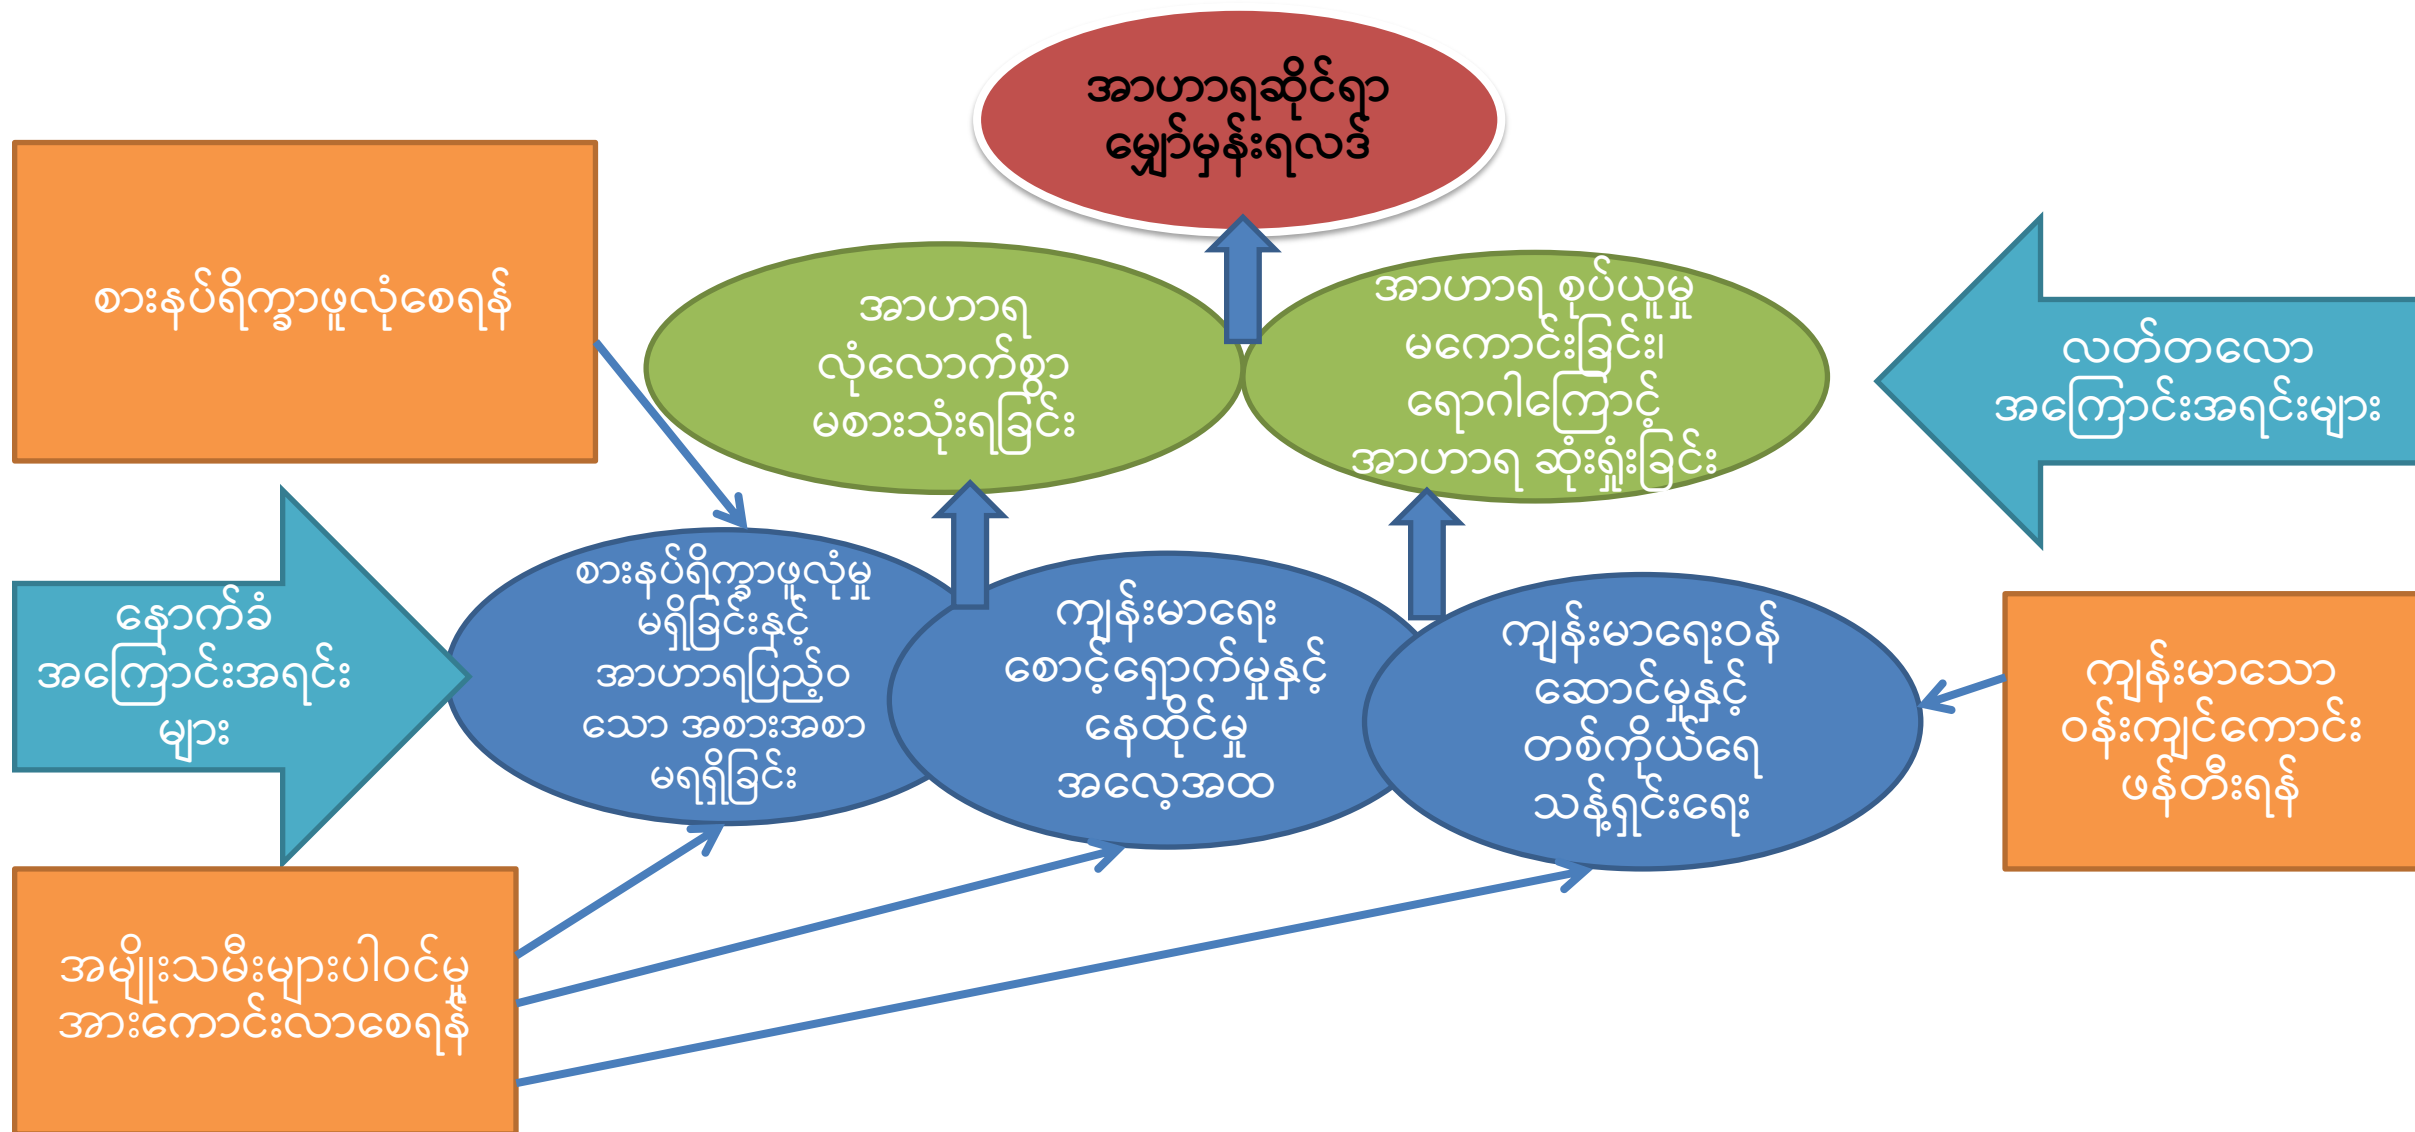 အာဟာရဆိုင်ရာ
မျှော်မှန်းရလဒ်
စားနပ်ရိက္ခာဖူလုံစေရန်
အာဟာရ
လုံလောက်စွာ
မစားသုံးရခြင်း
အာဟာရ စုပ်ယူမှု
မကောင်းခြင်း၊
ရောဂါကြောင့်
အာဟာရ ဆုံးရှုံးခြင်း
လတ်တလော
အကြောင်းအရင်းများ
နောက်ခံ
အကြောင်းအရင်း
များ
စားနပ်ရိက္ခာဖူလုံမှု
မရှိခြင်းနှင့်
အာဟာရပြည့်ဝ
သော အစားအစာ
မရရှိခြင်း
ကျန်းမာရေး
စောင့်ရှောက်မှုနှင့်
နေထိုင်မှု
အလေ့အထ
ကျန်းမာရေးဝန်
ဆောင်မှုနှင့်
တစ်ကိုယ်ရေ
သန့်ရှင်းရေး
ကျန်းမာသော
ဝန်းကျင်ကောင်း
ဖန်တီးရန်
အမျိုးသမီးများပါဝင်မှု
အားကောင်းလာစေရန်